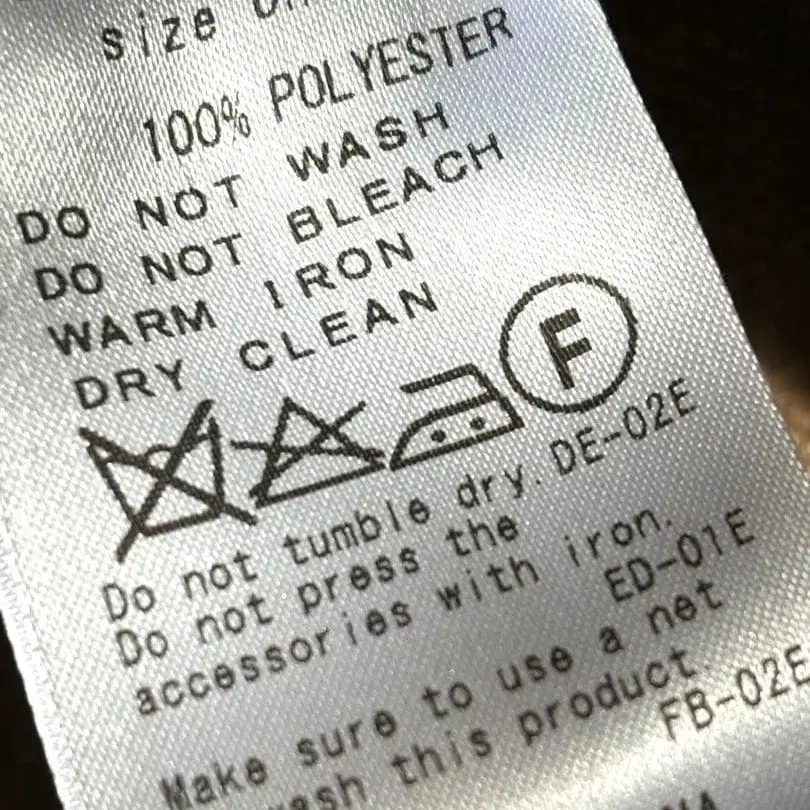 size
100% POLYESTER
DO NOT WASH
DO NOT BLEACH
WARM IRON
DRY CLEAN
F
Do not tumble dry. DE-02E
Do not press the
accessories with iron.
ED-01E
Make sure to use a net
this product.
FB-02E